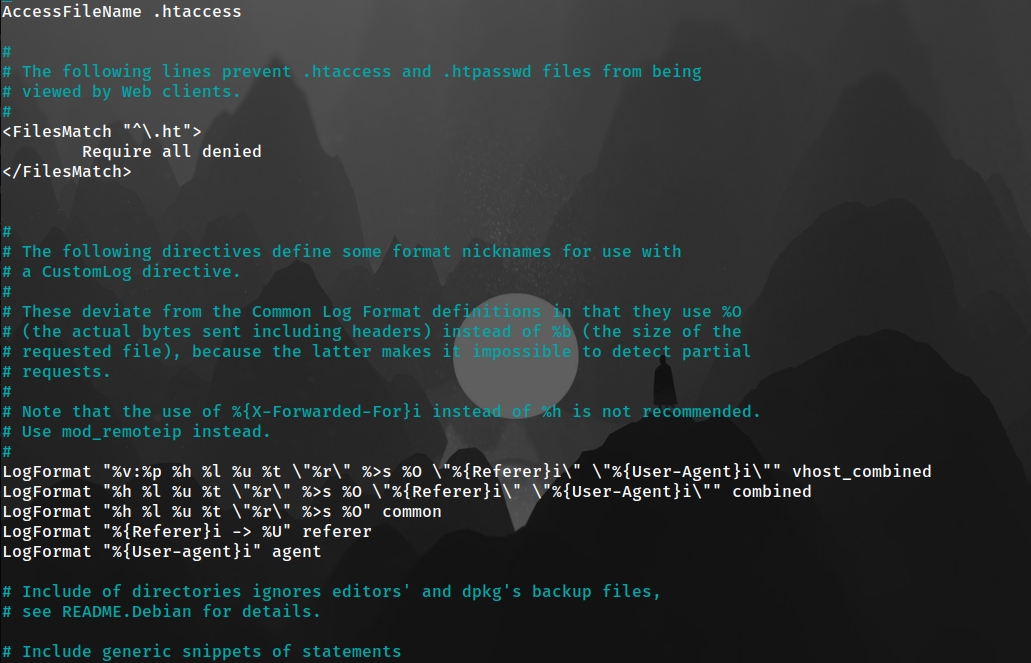 AccessFileName .htaccess
#
# The following lines prevent .htaccess and .htpasswd files from being
# viewed by Web clients.
#
<FilesMatch "^\.ht">
        Require all denied
</FilesMatch>
#
# The following directives define some format nicknames for use with
# a CustomLog directive.
#
# These deviate from the Common Log Format definitions in that they use %O
# (the actual bytes sent including headers) instead of %b (the size of the
# requested file), because the latter makes it impossible to detect partial
# requests.
#
# Note that the use of %{X-Forwarded-For}i instead of %h is not recommended.
# Use mod_remoteip instead.
#
LogFormat "%v:%p %h %l %u %t \"%r\" %>s %O \"%{Referer}i\" \"%{User-Agent}i\"" vhost_combined
LogFormat "%h %l %u %t \"%r\" %>s %O \"%{Referer}i\" \"%{User-Agent}i\"" combined
LogFormat "%h %l %u %t \"%r\" %>s %O" common
LogFormat "%{Referer}i -> %U" referer
LogFormat "%{User-agent}i" agent
# Include of directories ignores editors' and dpkg's backup files,
# see README.Debian for details.
# Include generic snippets of statements